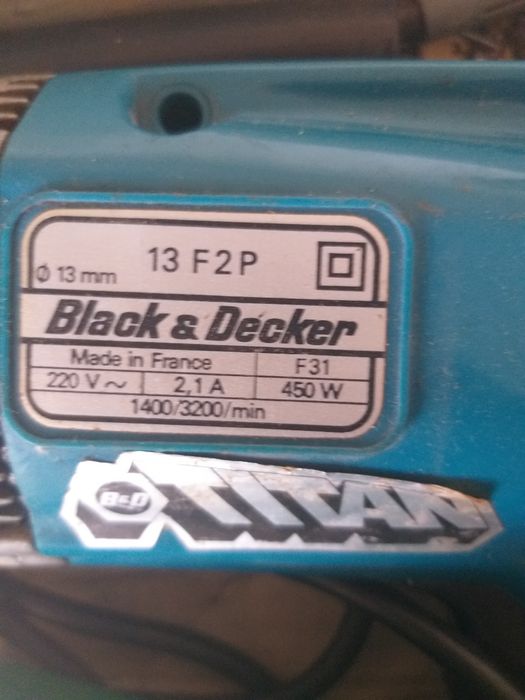 13 F2P
Ø 13 mm
Black & Decker
Made in France F31
220 V ~ 2,1 A 450 W
1400/3200/min
B&D TITAN